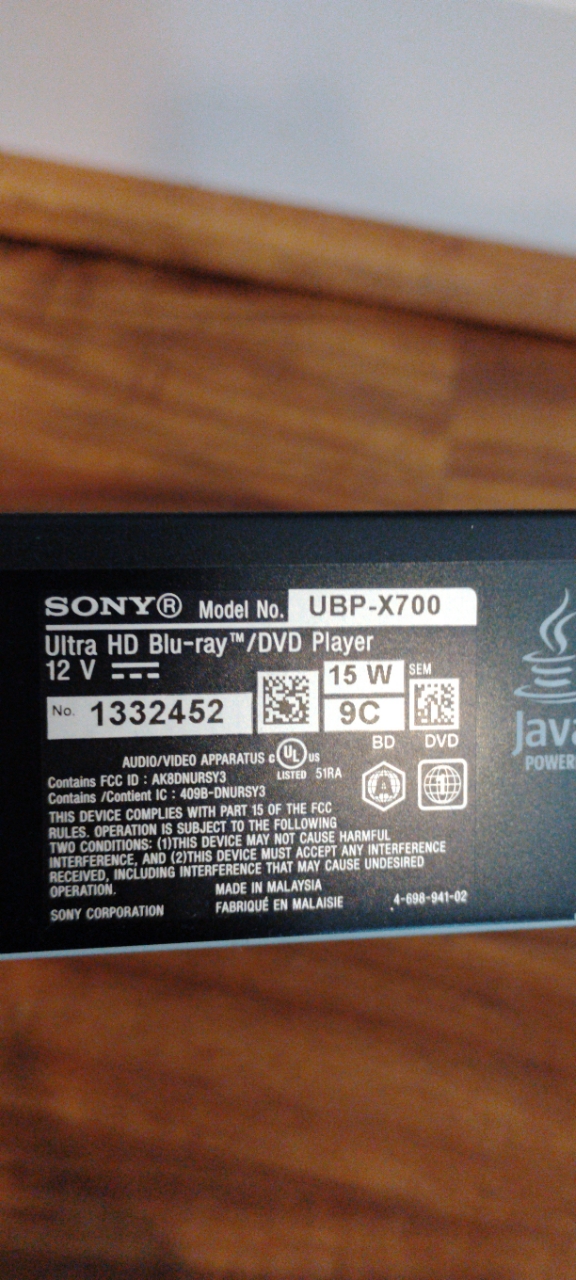 SONY® Model No. UBP-X700
Ultra HD Blu-ray™/DVD Player
12 V
15 W
SEM
No. 1332452
9C
BD DVD
AUDIO/VIDEO APPARATUS c UL US
LISTED 51RA
Contains FCC ID : AK8DNURSY3
Contains /Contient IC : 409B-DNURSY3
THIS DEVICE COMPLIES WITH PART 15 OF THE FCC
RULES. OPERATION IS SUBJECT TO THE FOLLOWING
TWO CONDITIONS: (1)THIS DEVICE MAY NOT CAUSE HARMFUL
INTERFERENCE, AND (2)THIS DEVICE MUST ACCEPT ANY INTERFERENCE
RECEIVED, INCLUDING INTERFERENCE THAT MAY CAUSE UNDESIRED
OPERATION.
MADE IN MALAYSIA
SONY CORPORATION
FABRIQUÉ EN MALAISIE
4-698-941-02
Java
POWER